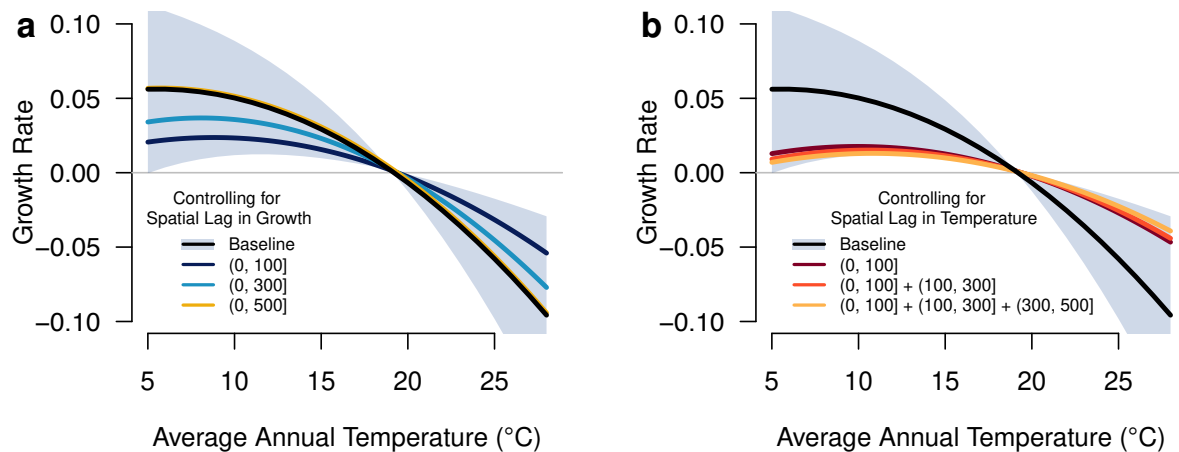 a
0.10
0.05
0.00
−0.05
−0.10
Growth Rate
Controlling for
Spatial Lag in Growth
Baseline
(0, 100]
(0, 300]
(0, 500]
5 10 15 20 25
Average Annual Temperature (°C)
b
0.10
0.05
0.00
−0.05
−0.10
Growth Rate
Controlling for
Spatial Lag in Temperature
Baseline
(0, 100]
(0, 100] + (100, 300]
(0, 100] + (100, 300] + (300, 500]
5 10 15 20 25
Average Annual Temperature (°C)